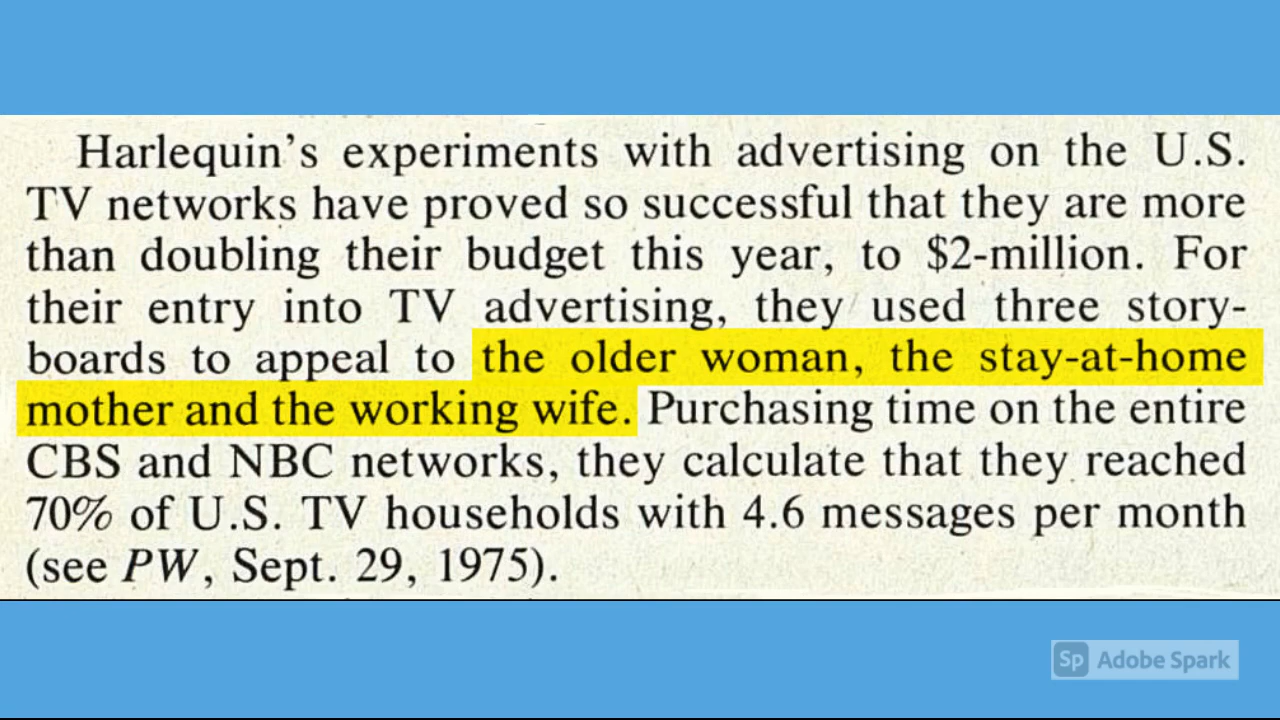 Harlequin's experiments with advertising on the U.S.
TV networks have proved so successful that they are more
than doubling their budget this year, to $2-million. For
their entry into TV advertising, they used three story-
boards to appeal to the older woman, the stay-at-home
mother and the working wife. Purchasing time on the entire
CBS and NBC networks, they calculate that they reached
70% of U.S. TV households with 4.6 messages per month
(see PW, Sept. 29, 1975).
Sp Adobe Spark